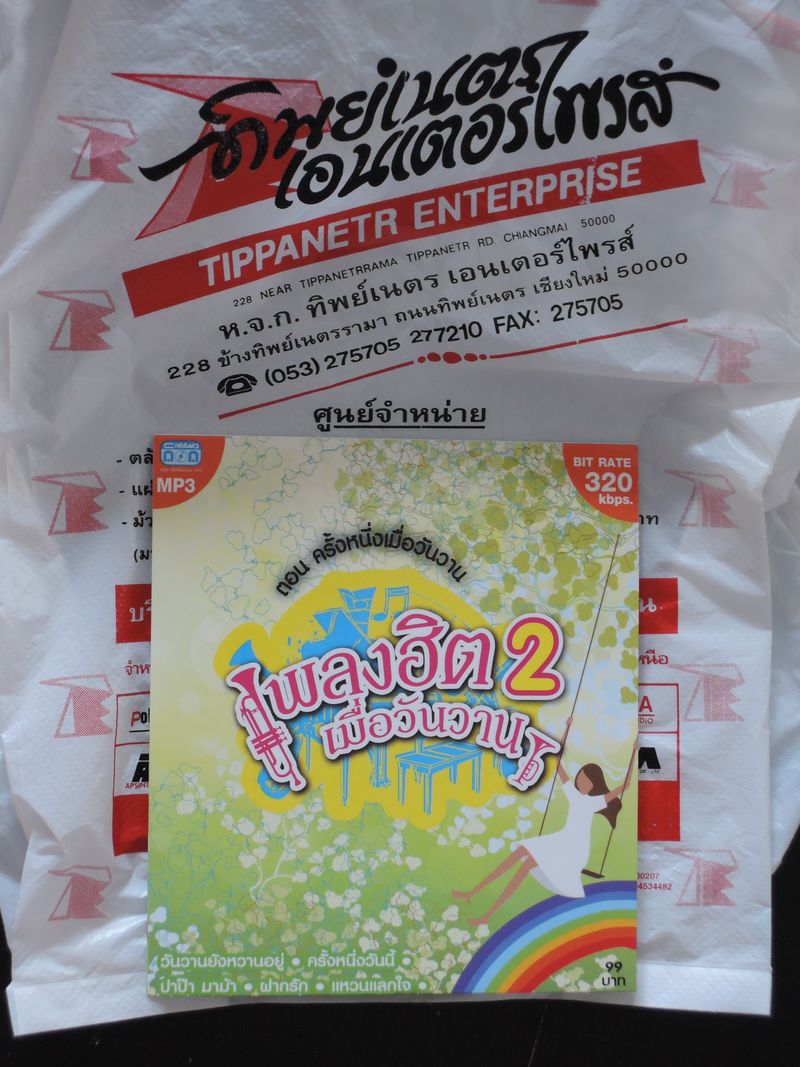 ทิพย์เนตร
เอนเตอร์ไพรส์
TIPPANETR ENTERPRISE
228 NEAR TIPPANETRRAMA TIPPANETR RD. CHIANGMAI 50000
ห.จ.ก. ทิพย์เนตร เอนเตอร์ไพรส์
228 ข้างทิพย์เนตรรามา ถนนทิพย์เนตร เชียงใหม่ 50000
(053) 275705 277210 FAX: 275705
ศูนย์จำหน่าย
MP3
BIT RATE
320
kbps.
ตอน ครั้งหนึ่งเมื่อวันวาน
เพลงฮิต 2
เมื่อวันวาน
วันวานยังหวานอยู่ • ครั้งหนึ่งวันนี้ •
ป่าป๊า มาม้า • ฝากรัก • แหวนแลกใจ •
99
บาท